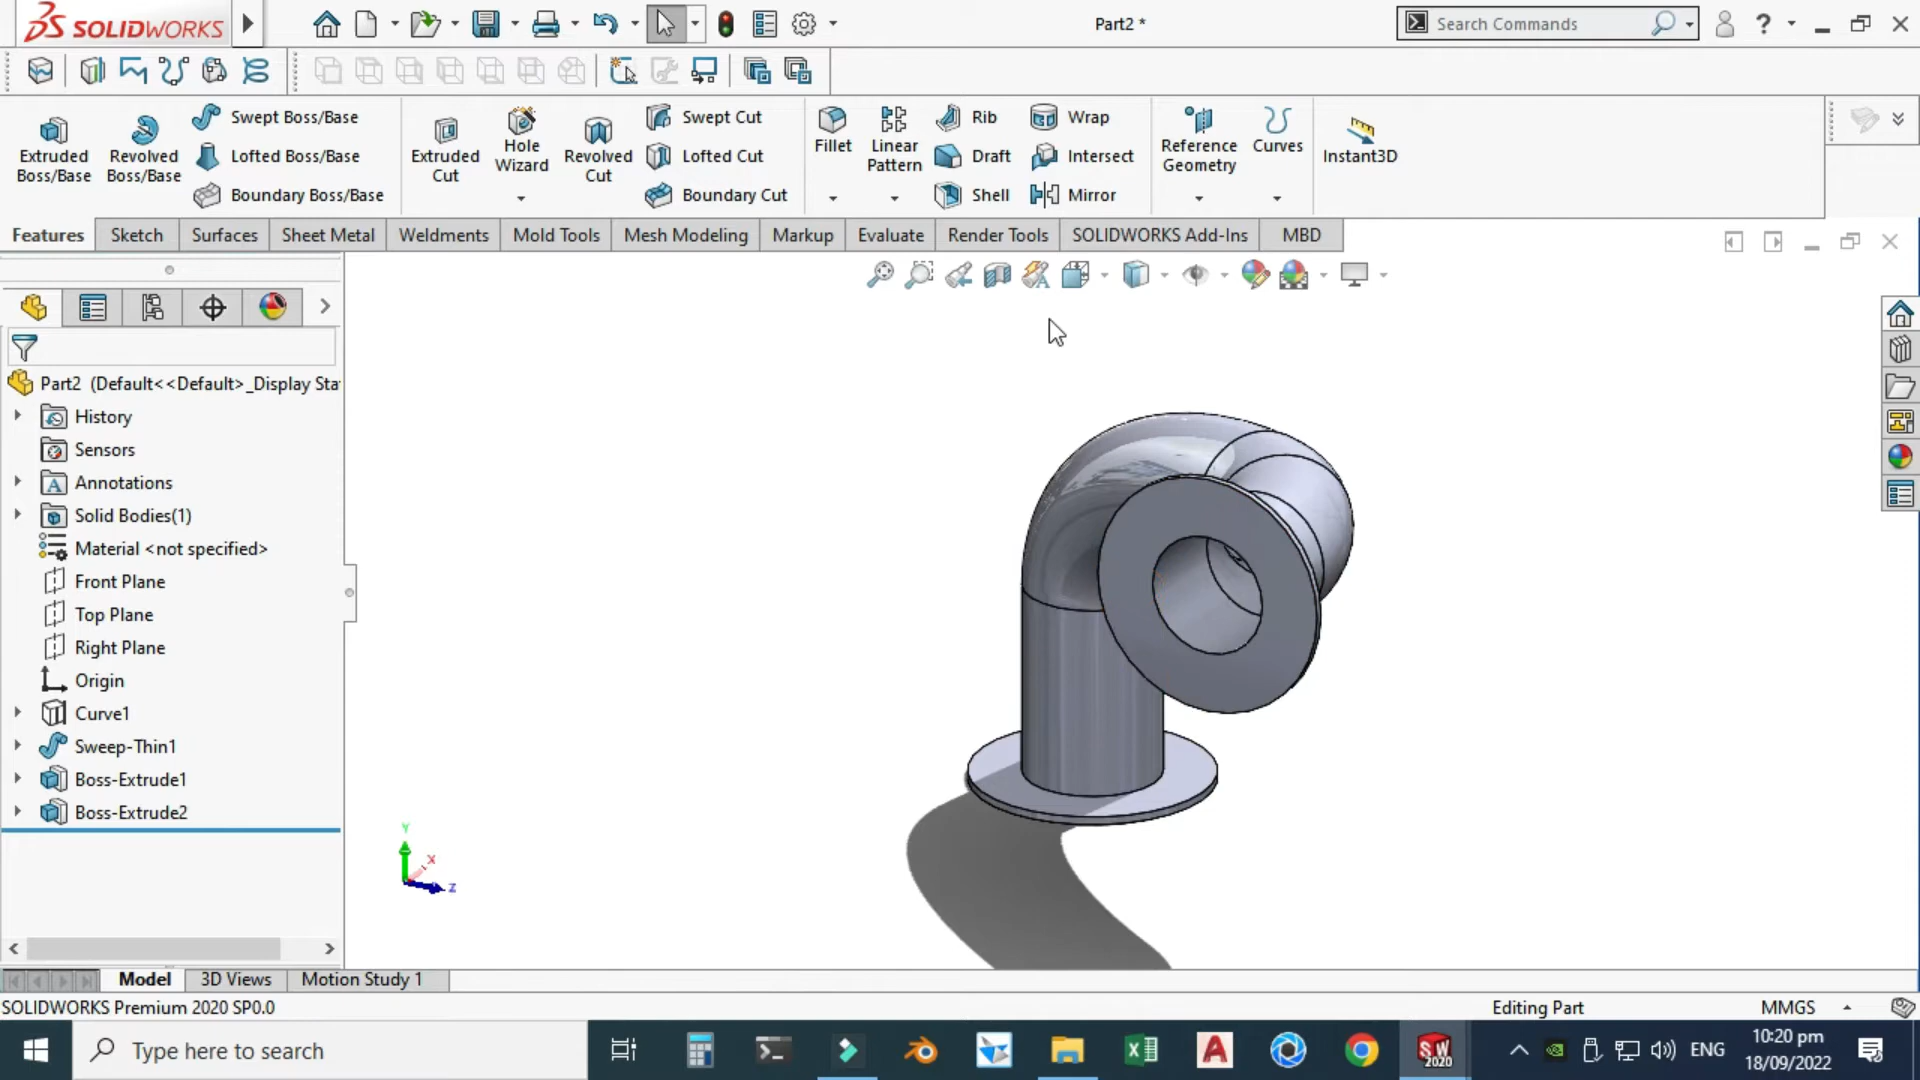 SOLIDWORKS
Part2 *
Search Commands
Extruded Boss/Base
Revolved Boss/Base
Swept Boss/Base
Lofted Boss/Base
Boundary Boss/Base
Extruded Cut
Hole Wizard
Revolved Cut
Swept Cut
Lofted Cut
Boundary Cut
Fillet
Linear Pattern
Rib
Draft
Shell
Wrap
Intersect
Mirror
Reference Geometry
Curves
Instant3D
Features
Sketch
Surfaces
Sheet Metal
Weldments
Mold Tools
Mesh Modeling
Markup
Evaluate
Render Tools
SOLIDWORKS Add-Ins
MBD
Part2 (Default<<Default>_Display Sta
History
Sensors
Annotations
Solid Bodies(1)
Material <not specified>
Front Plane
Top Plane
Right Plane
Origin
Curve1
Sweep-Thin1
Boss-Extrude1
Boss-Extrude2
Y
X
Z
Model
3D Views
Motion Study 1
SOLIDWORKS Premium 2020 SP0.0
Editing Part
MMGS
Type here to search
SW
2020
ENG
10:20 pm
18/09/2022